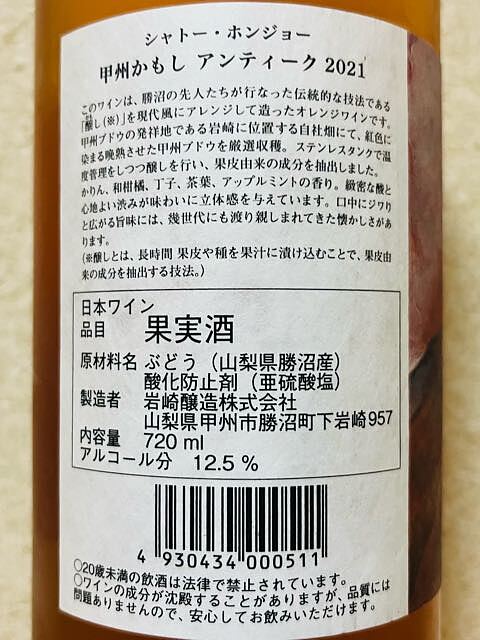 シャトー・ホンジョー
甲州かもし アンティーク 2021
このワインは、勝沼の先人たちが行なった伝統的な技法である
「醸し(※)」を現代風にアレンジして造ったオレンジワインです。
甲州ブドウの発祥地である岩崎に位置する自社畑にて、紅色に
染まる晩熟させた甲州ブドウを厳選収穫。ステンレスタンクで温
度管理をしつつ醸しを行い、果皮由来の成分を抽出しました。
かりん、和柑橘、丁子、茶葉、アップルミントの香り。緻密な酸と
心地よい渋みが味わいに立体感を与えています。口中にジワリ
と広がる旨味には、幾世代にも渡り親しまれてきた懐かしさがあ
ります。
(※醸しとは、長時間 果皮や種を果汁に漬け込むことで、果皮由
来の成分を抽出する技法。)
日本ワイン
品目 果実酒
原材料名 ぶどう(山梨県勝沼産)
酸化防止剤(亜硫酸塩)
製造者 岩崎醸造株式会社
山梨県甲州市勝沼町下岩崎957
内容量 720 ml
アルコール分 12.5 %
4 930434 000511
○20歳未満の飲酒は法律で禁止されています。
○ワインの成分が沈殿することがありますが、品質には
問題ありませんので、安心してお飲みいただけます。